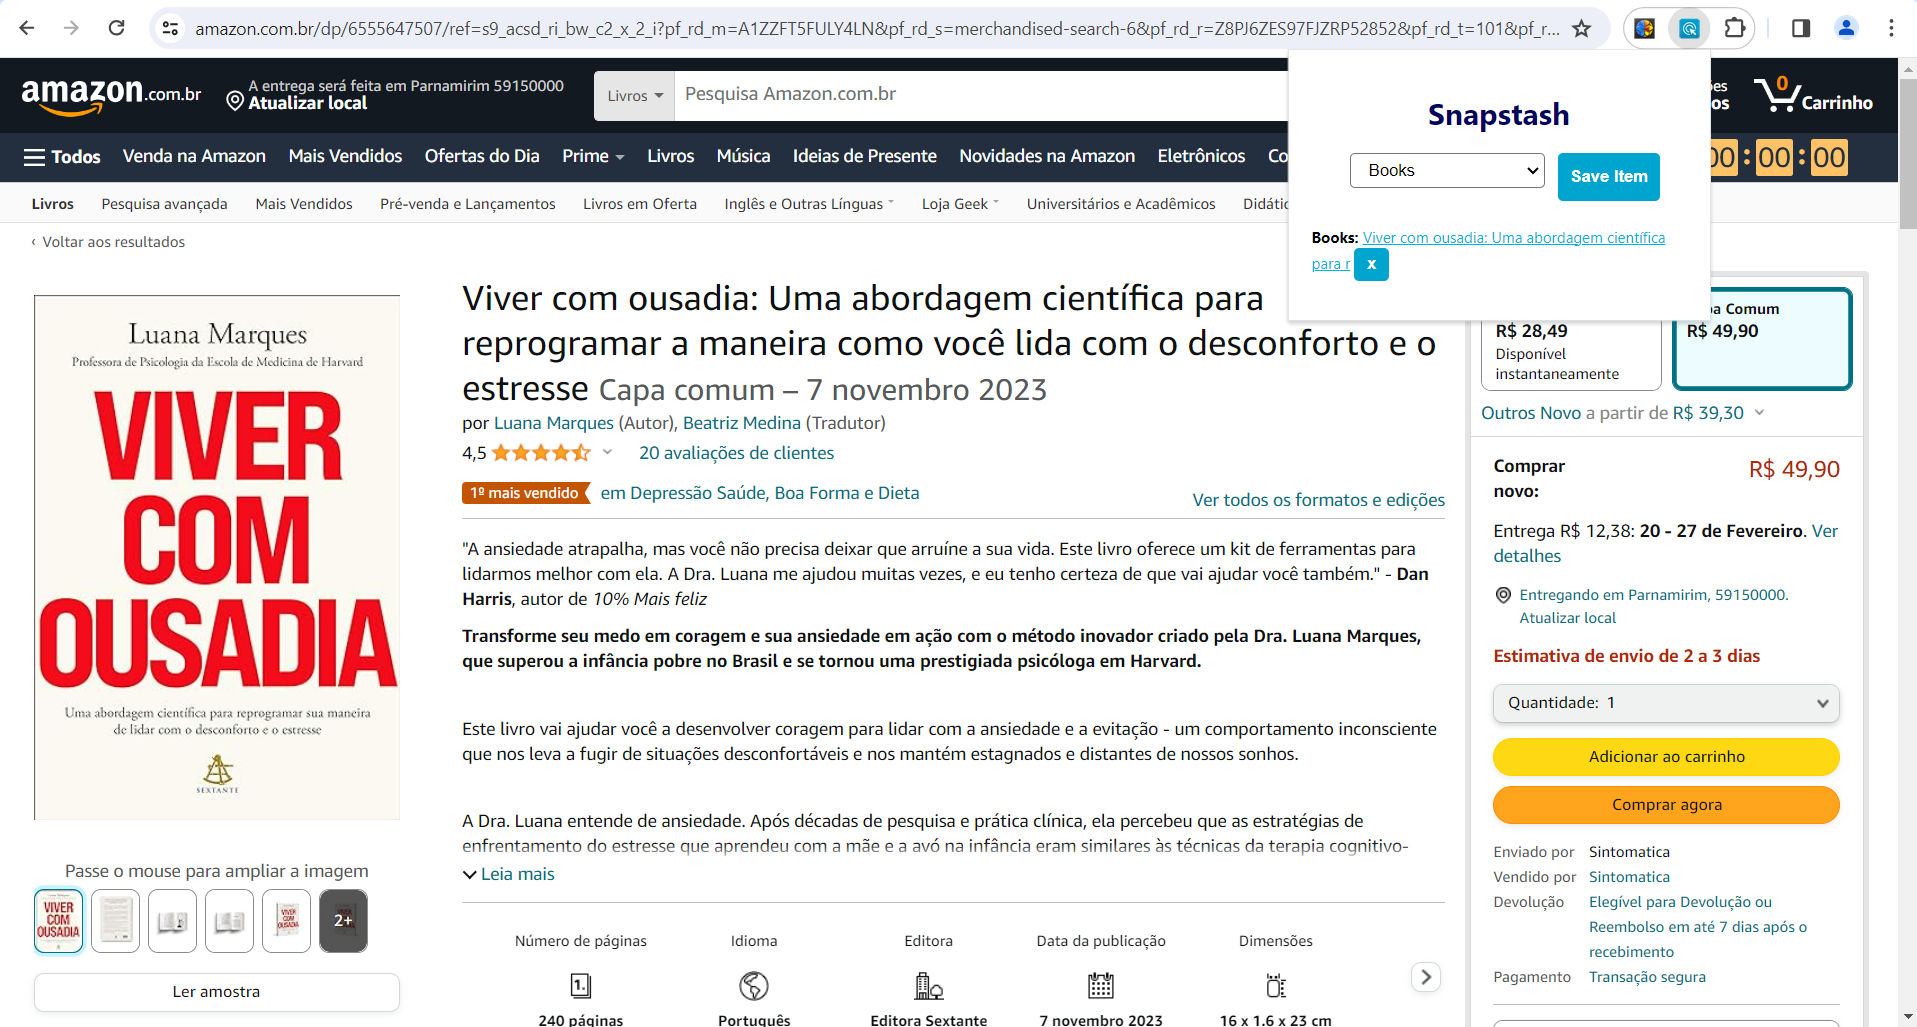 amazon.com.br/dp/6555647507/ref=s9_acsd_ri_bw_c2_x_2_i?pf_rd_m=A1ZZFT5FULY4LN&pf_rd_s=merchandised-search-6&pf_rd_r=Z8PJ6ZES97FJZRP52852&pf_rd_t=101&pf_r...
amazon.com.br
A entrega será feita em Parnamirim 59150000
Atualizar local
Livros
Pesquisa Amazon.com.br
0
Carrinho
Todos
Venda na Amazon
Mais Vendidos
Ofertas do Dia
Prime
Livros
Música
Ideias de Presente
Novidades na Amazon
Eletrônicos
Co
00 : 00 : 00
Livros
Pesquisa avançada
Mais Vendidos
Pré-venda e Lançamentos
Livros em Oferta
Inglês e Outras Línguas
Loja Geek
Universitários e Acadêmicos
Didátic
Snapstash
Books
Save Item
Books: Viver com ousadia: Uma abordagem científica
para r x
‹ Voltar aos resultados
Luana Marques
Professora de Psicologia da Escola de Medicina de Harvard
VIVER
COM
OUSADIA
Uma abordagem científica para reprogramar sua maneira
de lidar com o desconforto e o estresse
SEXTANTE
Passe o mouse para ampliar a imagem
VIVER
COM
OUSADIA
VIVER
COM
OUSADIA
2+
Ler amostra
Viver com ousadia: Uma abordagem científica para
reprogramar a maneira como você lida com o desconforto e o
estresse Capa comum – 7 novembro 2023
por Luana Marques (Autor), Beatriz Medina (Tradutor)
4,5
20 avaliações de clientes
1º mais vendido em Depressão Saúde, Boa Forma e Dieta
Ver todos os formatos e edições
"A ansiedade atrapalha, mas você não precisa deixar que arruíne a sua vida. Este livro oferece um kit de ferramentas para
lidarmos melhor com ela. A Dra. Luana me ajudou muitas vezes, e eu tenho certeza de que vai ajudar você também." - Dan
Harris, autor de 10% Mais feliz
Transforme seu medo em coragem e sua ansiedade em ação com o método inovador criado pela Dra. Luana Marques,
que superou a infância pobre no Brasil e se tornou uma prestigiada psicóloga em Harvard.
Este livro vai ajudar você a desenvolver coragem para lidar com a ansiedade e a evitação - um comportamento inconsciente
que nos leva a fugir de situações desconfortáveis e nos mantém estagnados e distantes de nossos sonhos.
A Dra. Luana entende de ansiedade. Após décadas de pesquisa e prática clínica, ela percebeu que as estratégias de
enfrentamento do estresse que aprendeu com a mãe e a avó na infância eram similares às técnicas da terapia cognitivo-
Leia mais
Número de páginas
240 páginas
Idioma
Português
Editora
Editora Sextante
Data da publicação
7 novembro 2023
Dimensões
16 x 1.6 x 23 cm
R$ 28,49
Disponível
instantaneamente
a Comum
R$ 49,90
Outros Novo a partir de R$ 39,30
Comprar
novo:
R$ 49,90
Entrega R$ 12,38: 20 - 27 de Fevereiro. Ver
detalhes
Entregando em Parnamirim, 59150000.
Atualizar local
Estimativa de envio de 2 a 3 dias
Quantidade: 1
Adicionar ao carrinho
Comprar agora
Enviado por Sintomatica
Vendido por Sintomatica
Devolução Elegível para Devolução ou
Reembolso em até 7 dias após o
recebimento
Pagamento Transação segura